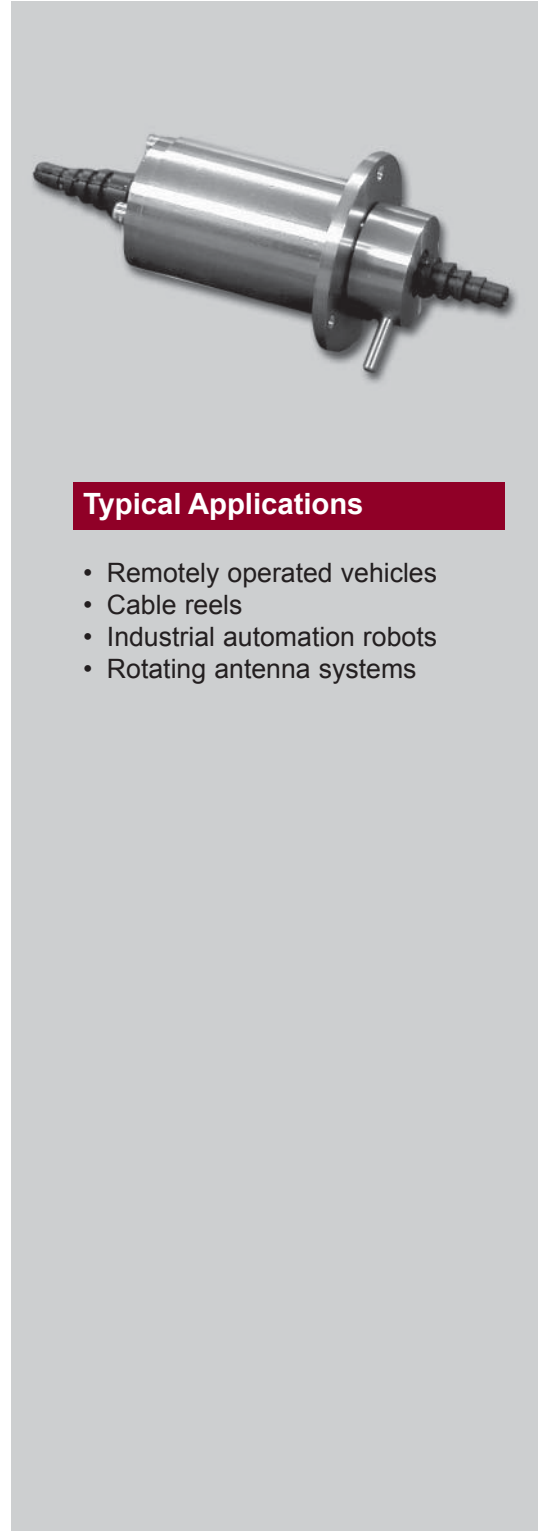 Typical Applications
• Remotely operated vehicles
• Cable reels
• Industrial automation robots
• Rotating antenna systems